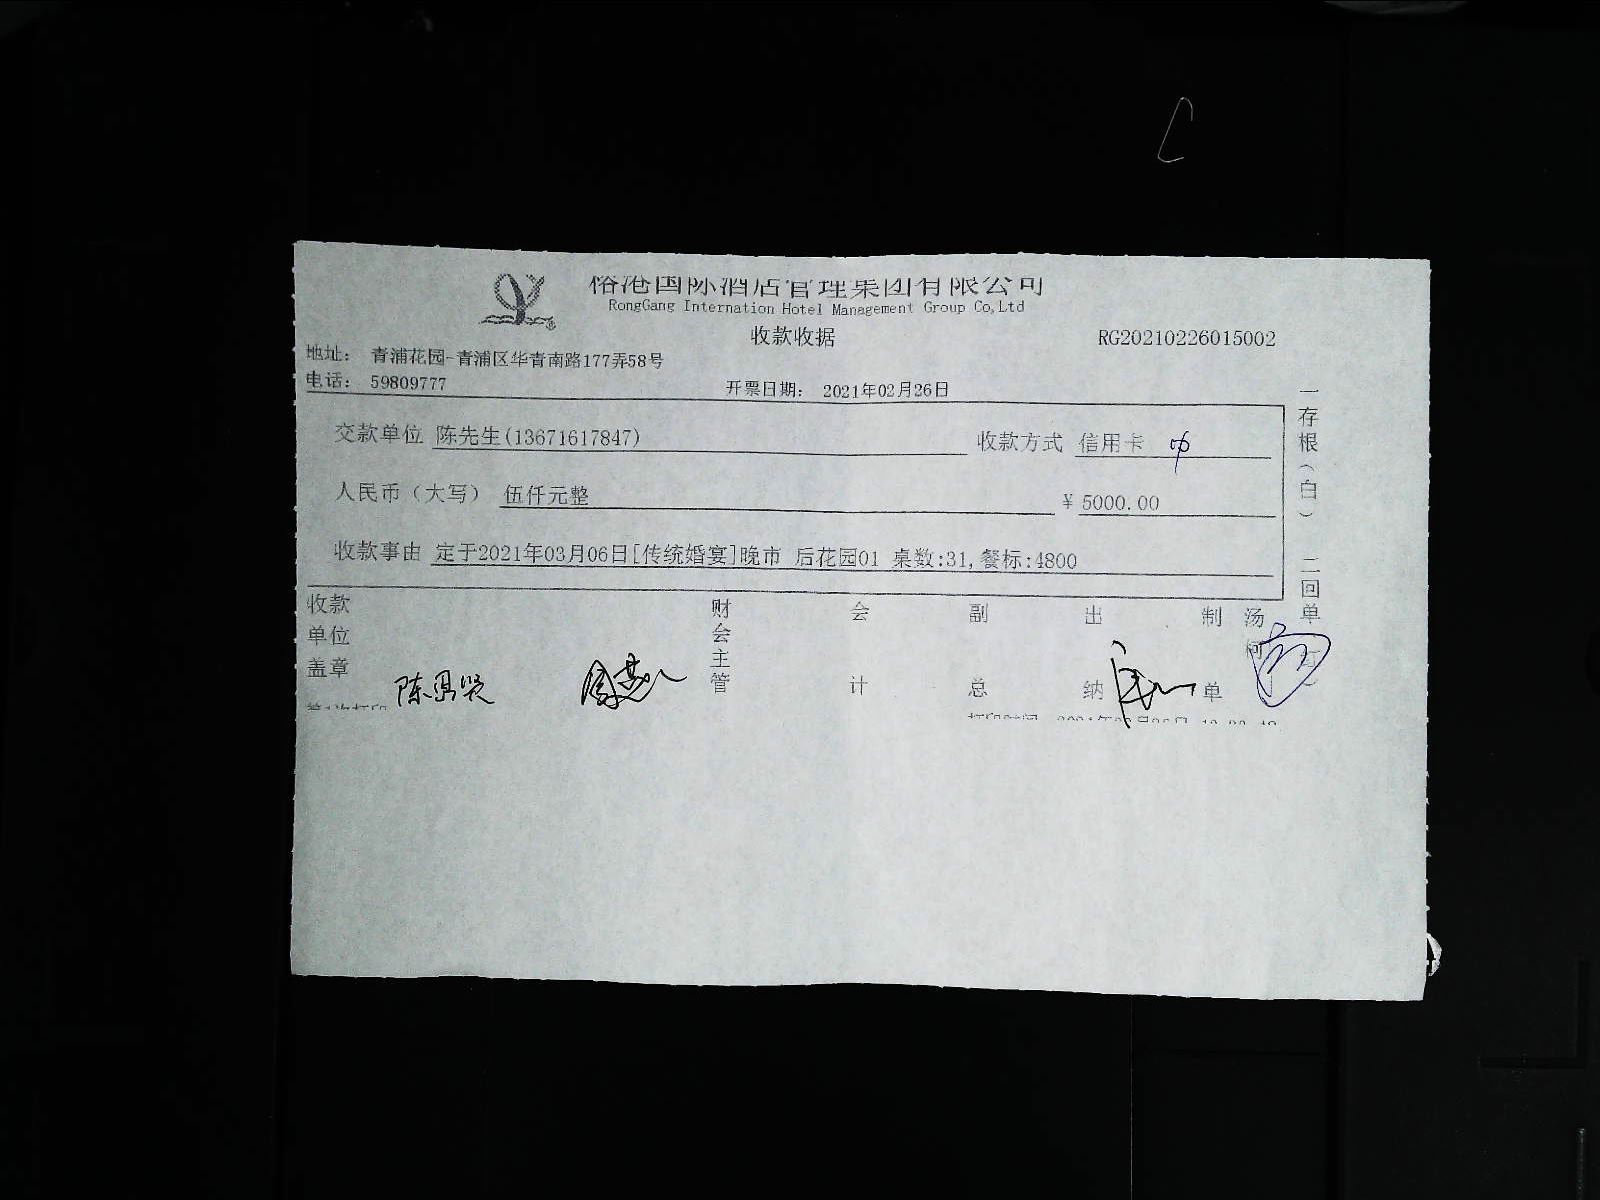 榕港国际酒店管理集团有限公司
RongGang Internation Hotel Management Group Co,Ltd
收款收据
RG20210226015002
地址： 青浦花园-青浦区华青南路177弄58号
电话： 59809777
开票日期： 2021年02月26日
交款单位 陈先生(13671617847)
收款方式 信用卡
人民币（大写） 伍仟元整
¥ 5000.00
收款事由 定于2021年03月06日[传统婚宴]晚市 后花园01 桌数:31,餐标:4800
一存根（白） 二回单
收款单位盖章
财会主管
会计
副总
出纳
制单
汤